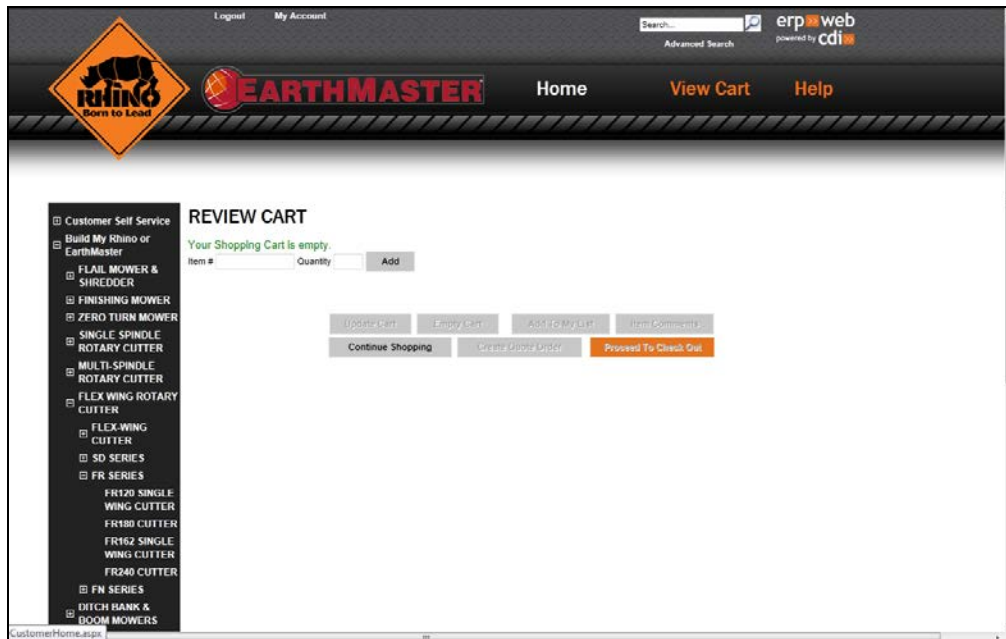 Logout My Account
Search...
Advanced Search
erp web
powered by cdi
RHINO
Born to Lead
EARTHMASTER
Home View Cart Help
Customer Self Service
Build My Rhino or
EarthMaster
FLAIL MOWER &
SHREDDER
FINISHING MOWER
ZERO TURN MOWER
SINGLE SPINDLE
ROTARY CUTTER
MULTI-SPINDLE
ROTARY CUTTER
FLEX WING ROTARY
CUTTER
FLEX-WING
CUTTER
SD SERIES
FR SERIES
FR120 SINGLE
WING CUTTER
FR180 CUTTER
FR162 SINGLE
WING CUTTER
FR240 CUTTER
FN SERIES
DITCH BANK &
BOOM MOWERS
REVIEW CART
Your Shopping Cart is empty.
Item # Quantity Add
Update Cart Empty Cart Add To My List Item Comments
Continue Shopping Create Quote Order Proceed To Check Out
CustomerHome.aspx